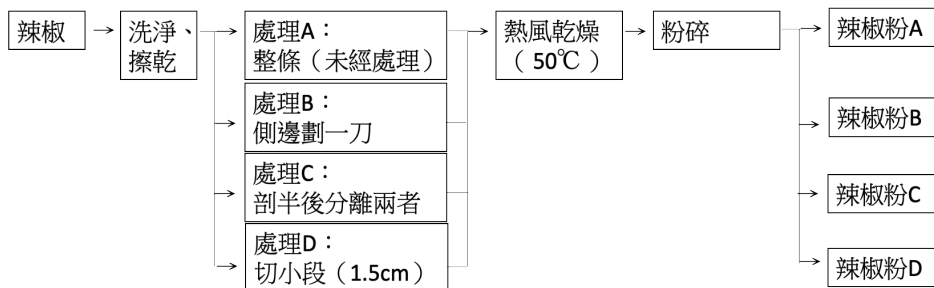 辣椒
洗淨、
擦乾
處理A：
整條（未經處理）
處理B：
側邊劃一刀
處理C：
剖半後分離兩者
處理D：
切小段（1.5cm）
熱風乾燥
（50℃）
粉碎
辣椒粉A
辣椒粉B
辣椒粉C
辣椒粉D